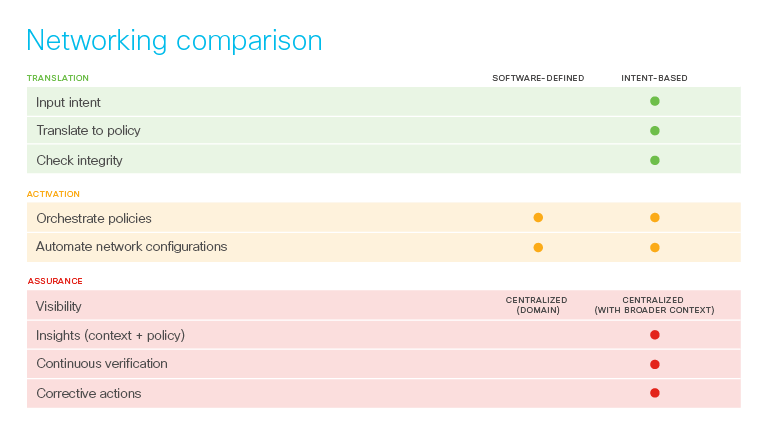 Networking comparison
TRANSLATION SOFTWARE-DEFINED INTENT-BASED
Input intent
Translate to policy
Check integrity
ACTIVATION
Orchestrate policies
Automate network configurations
ASSURANCE
Visibility
CENTRALIZED
(DOMAIN)
CENTRALIZED
(WITH BROADER CONTEXT)
Insights (context + policy)
Continuous verification
Corrective actions